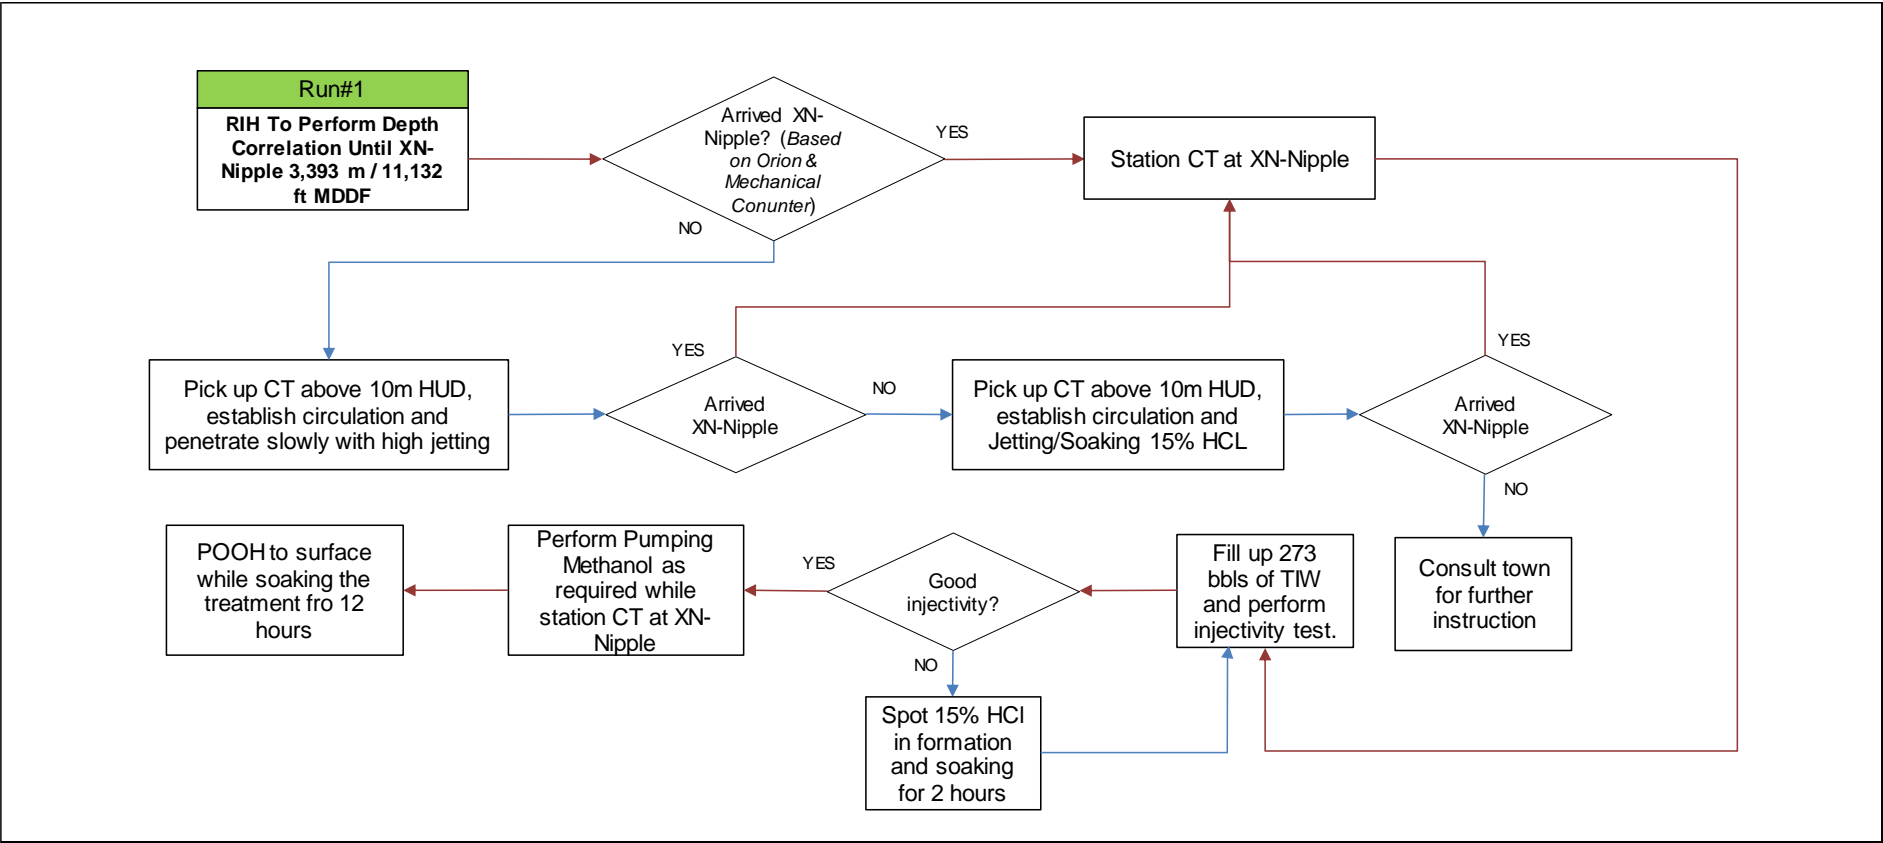 Run#1
RIH To Perform Depth
Correlation Until XN-
Nipple 3,393 m / 11,132
ft MDDF
Arrived XN-
Nipple? (Based
on Orion &
Mechanical
Conunter)
YES
NO
Station CT at XN-Nipple
Pick up CT above 10m HUD,
establish circulation and
penetrate slowly with high jetting
YES
Arrived
XN-Nipple
NO
Pick up CT above 10m HUD,
establish circulation and
Jetting/Soaking 15% HCL
YES
Arrived
XN-Nipple
NO
Consult town
for further
instruction
Fill up 273
bbls of TIW
and perform
injectivity test.
Good
injectivity?
YES
NO
Perform Pumping
Methanol as
required while
station CT at XN-
Nipple
POOH to surface
while soaking the
treatment fro 12
hours
Spot 15% HCl
in formation
and soaking
for 2 hours